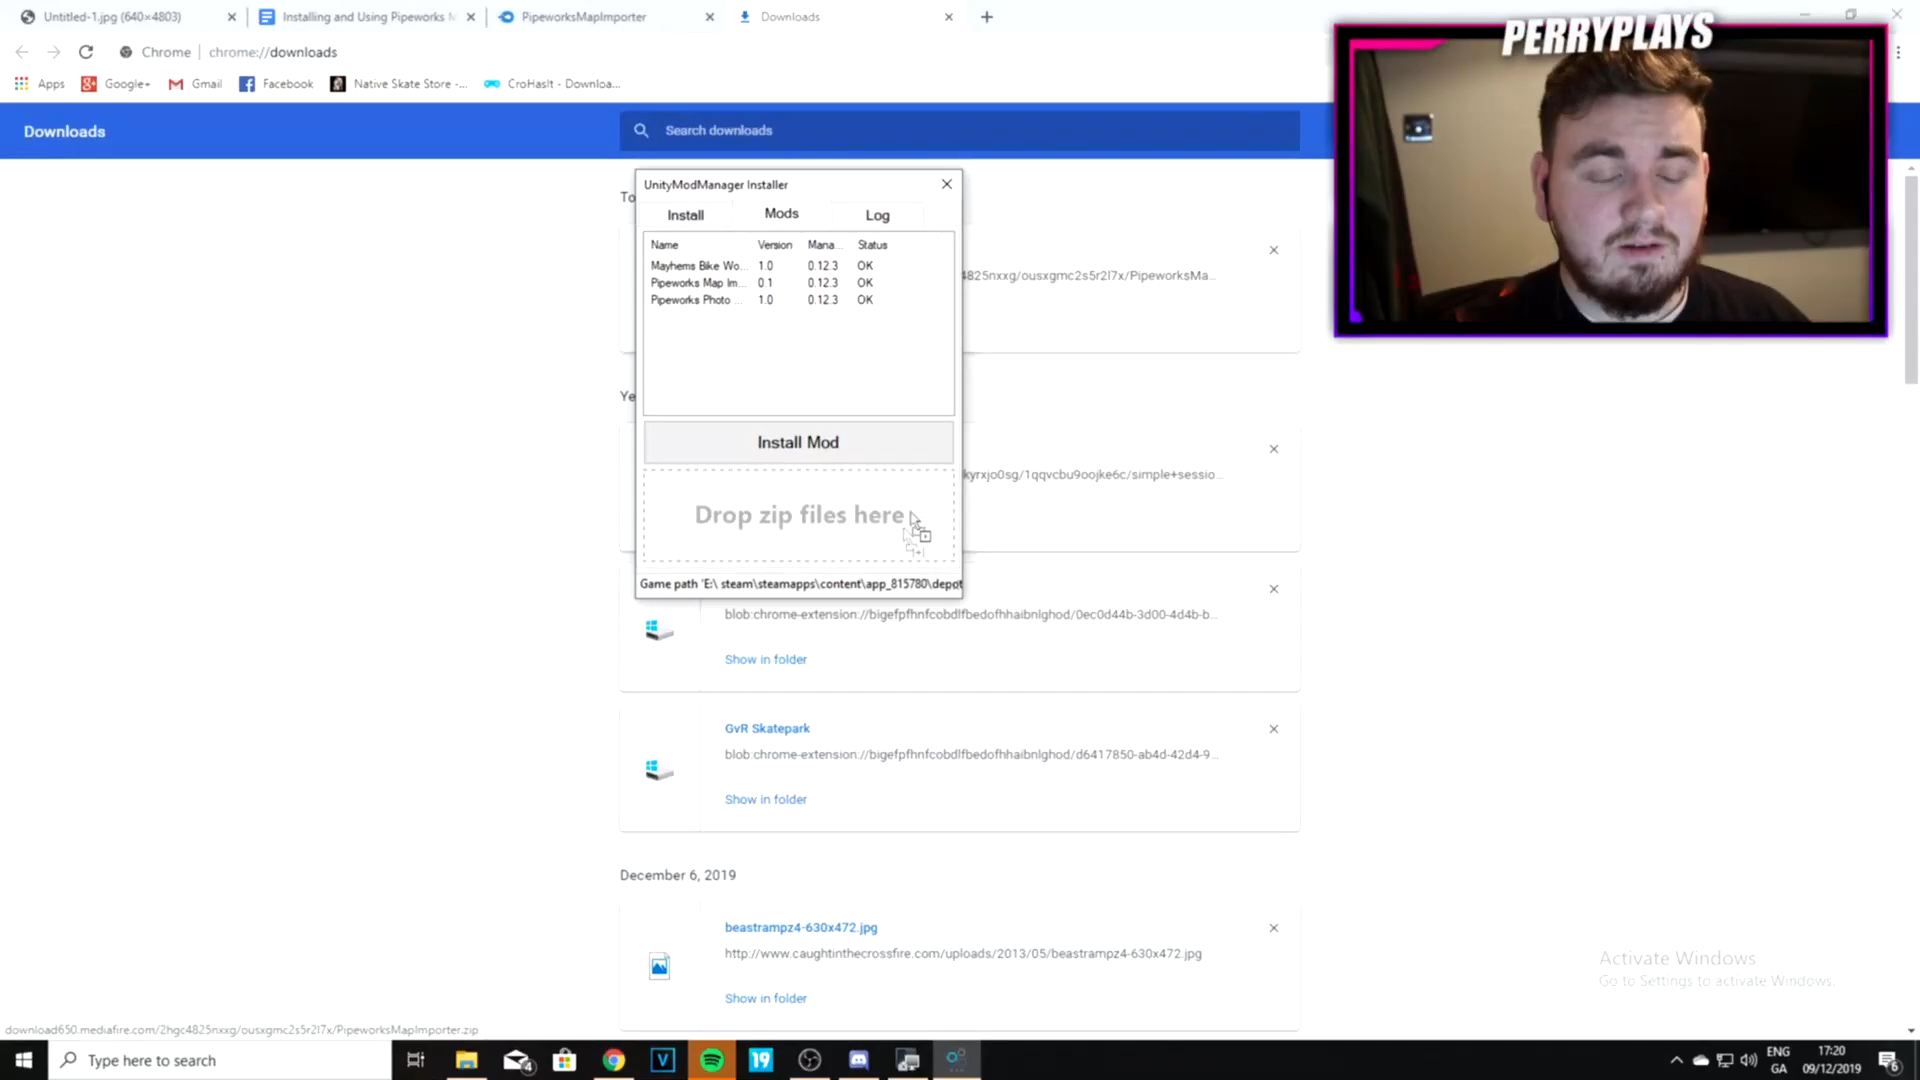 Untitled-1.jpg (640×4803)
Installing and Using Pipeworks M
PipeworksMapImporter
Downloads
Chrome
chrome://downloads
Apps
Google+
Gmail
Facebook
Native Skate Store -...
CroHasIt - Downloa...
PERRYPLAYS
Downloads
Search downloads
UnityModManager Installer
To
Install
Mods
Log
Name
Version
Mana...
Status
Mayhems Bike Wo...
1.0
0.12.3
OK
Pipeworks Map Im...
0.1
0.12.3
OK
Pipeworks Photo ...
1.0
0.12.3
OK
4825nxxg/ousxgmc2s5r2l7x/PipeworksMa...
Ye
Install Mod
kyrxjo0sg/1qqvcbu9oojke6c/simple+sessio...
Drop zip files here
Game path 'E:\ steam\steamapps\content\app_815780\depot
blob:chrome-extension://bigefpfhnfcobdlfbedofhhaibnlghod/0ec0d44b-3d00-4d4b-b...
Show in folder
GvR Skatepark
blob:chrome-extension://bigefpfhnfcobdlfbedofhhaibnlghod/d6417850-ab4d-42d4-9...
Show in folder
December 6, 2019
beastrampz4-630x472.jpg
http://www.caughtinthecrossfire.com/uploads/2013/05/beastrampz4-630x472.jpg
Show in folder
Activate Windows
Go to Settings to activate Windows.
download650.mediafire.com/2hgc4825nxxg/ousxgmc2s5r2l7x/PipeworksMapImporter.zip
Type here to search
4
V
19
ENG
GA
17:20
09/12/2019
6